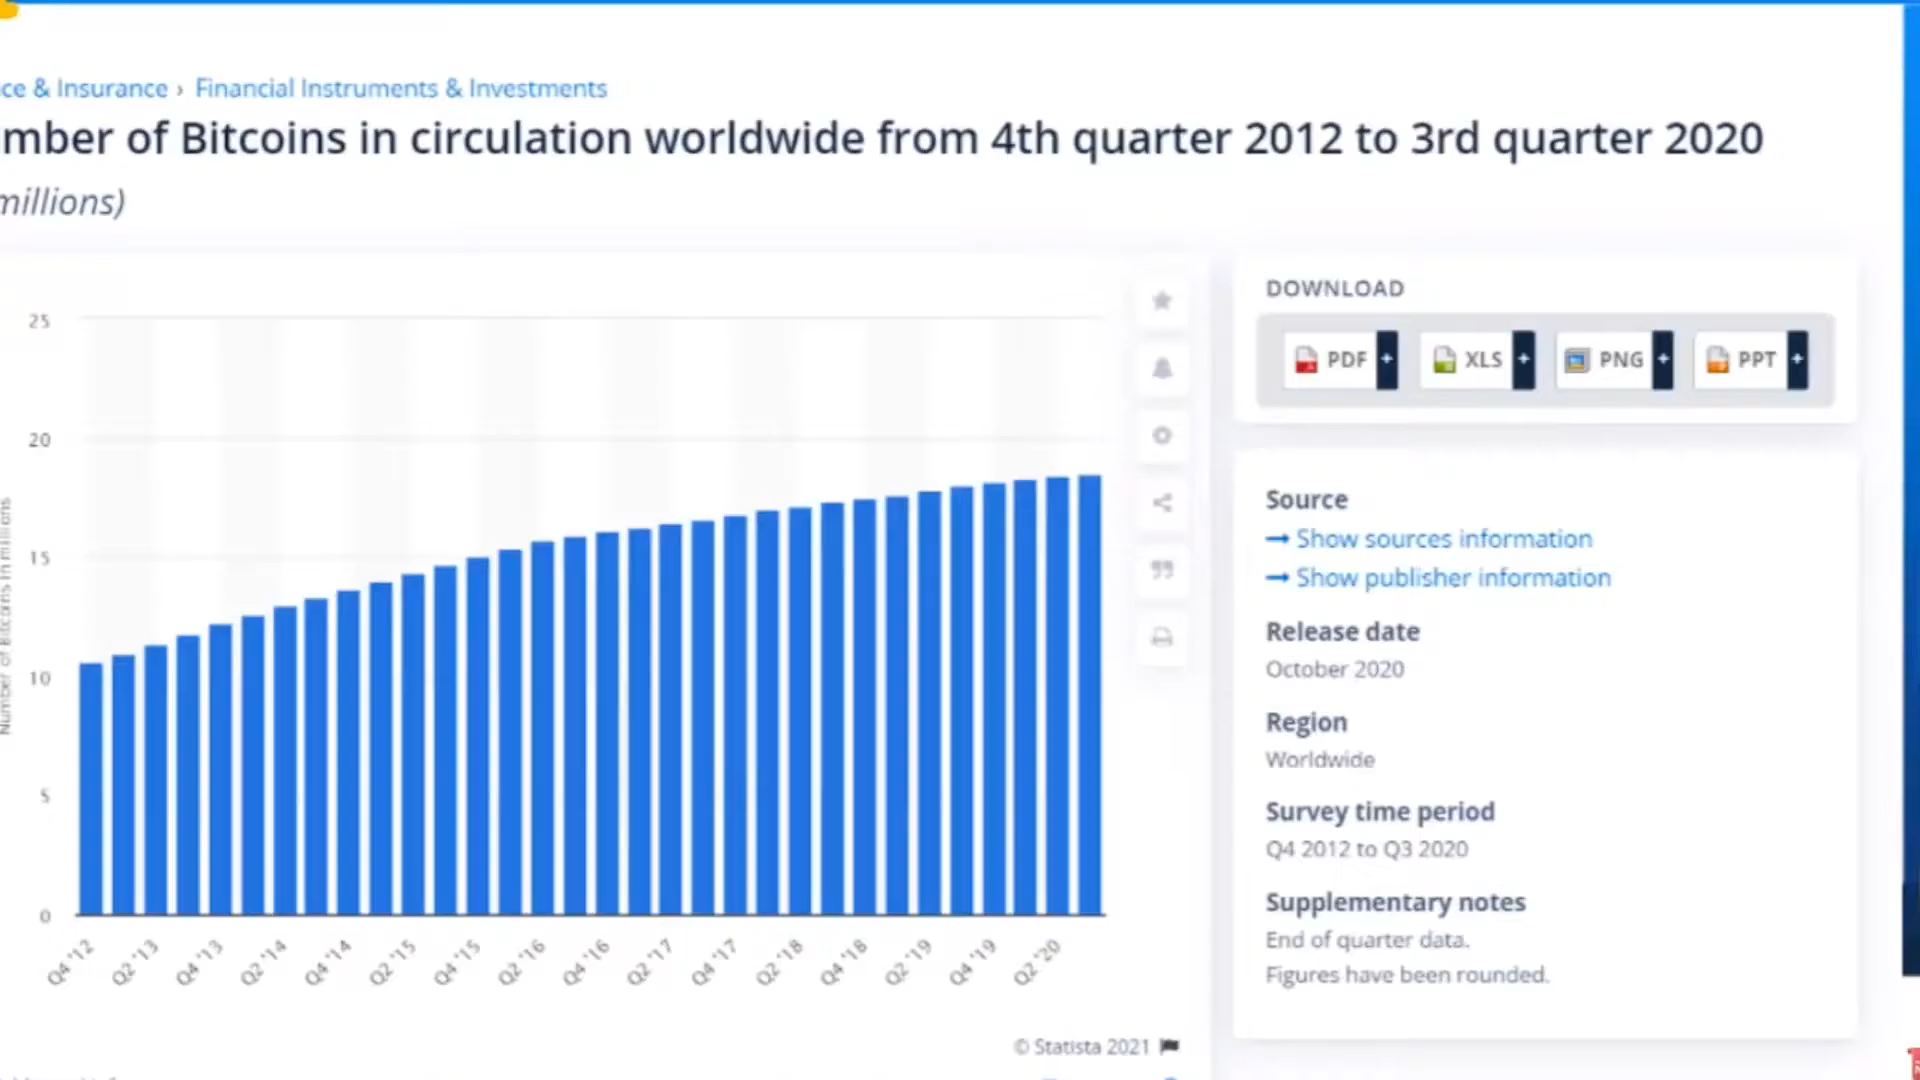 ce & Insurance › Financial Instruments & Investments
mber of Bitcoins in circulation worldwide from 4th quarter 2012 to 3rd quarter 2020
millions)
Number of Bitcoins in millions
25
20
15
10
5
0
Q4 '12
Q2 '13
Q4 '13
Q2 '14
Q4 '14
Q2 '15
Q4 '15
Q2 '16
Q4 '16
Q2 '17
Q4 '17
Q2 '18
Q4 '18
Q2 '19
Q4 '19
Q2 '20
© Statista 2021
DOWNLOAD
PDF +
XLS +
PNG +
PPT +
Source
→ Show sources information
→ Show publisher information
Release date
October 2020
Region
Worldwide
Survey time period
Q4 2012 to Q3 2020
Supplementary notes
End of quarter data.
Figures have been rounded.